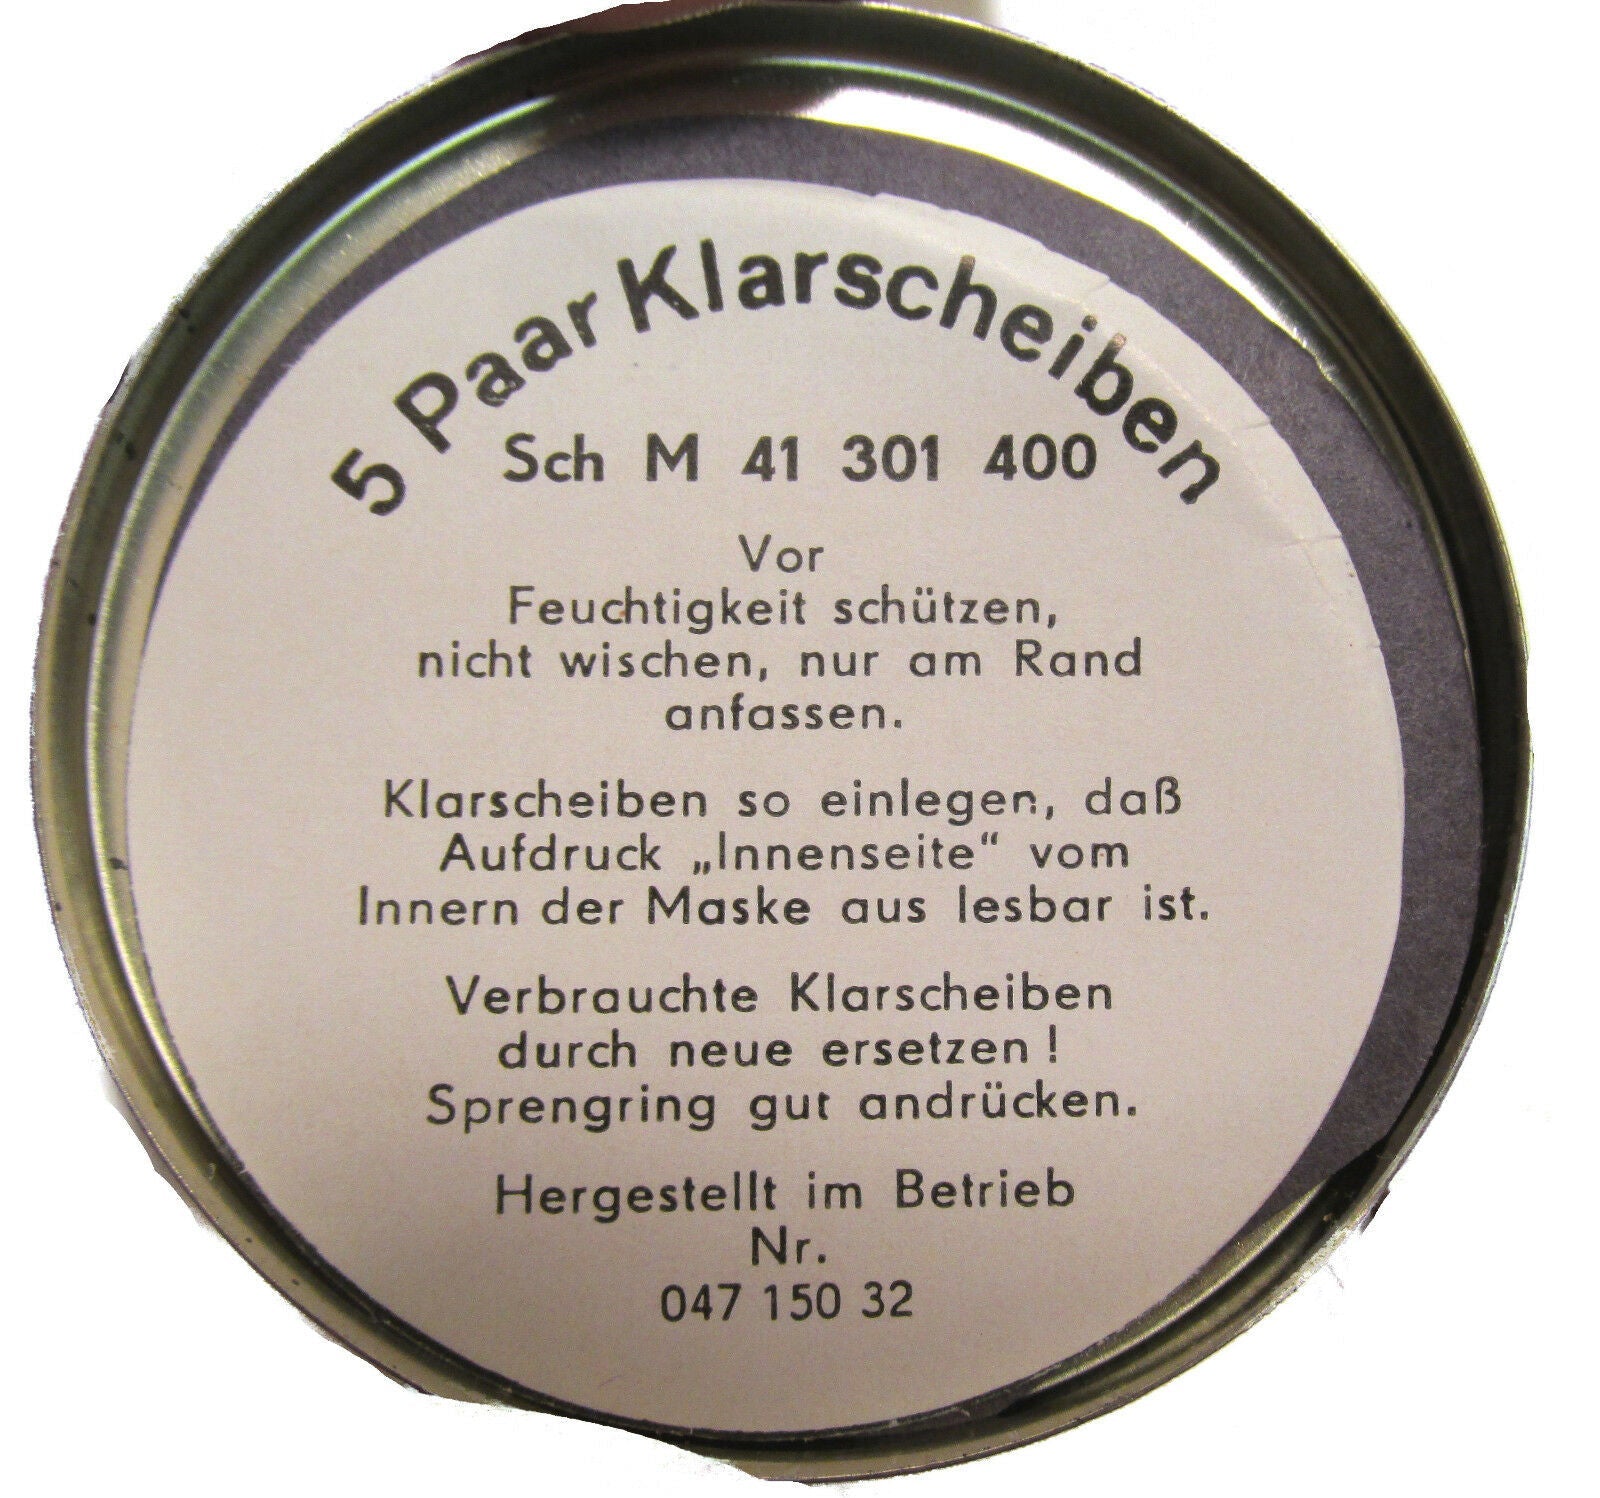 5 Paar Klarscheiben
Sch M 41 301 400
Vor
Feuchtigkeit schützen,
nicht wischen, nur am Rand
anfassen.
Klarscheiben so einlegen, daß
Aufdruck „Innenseite“ vom
Innern der Maske aus lesbar ist.
Verbrauchte Klarscheiben
durch neue ersetzen !
Sprengring gut andrücken.
Hergestellt im Betrieb
Nr.
047 150 32